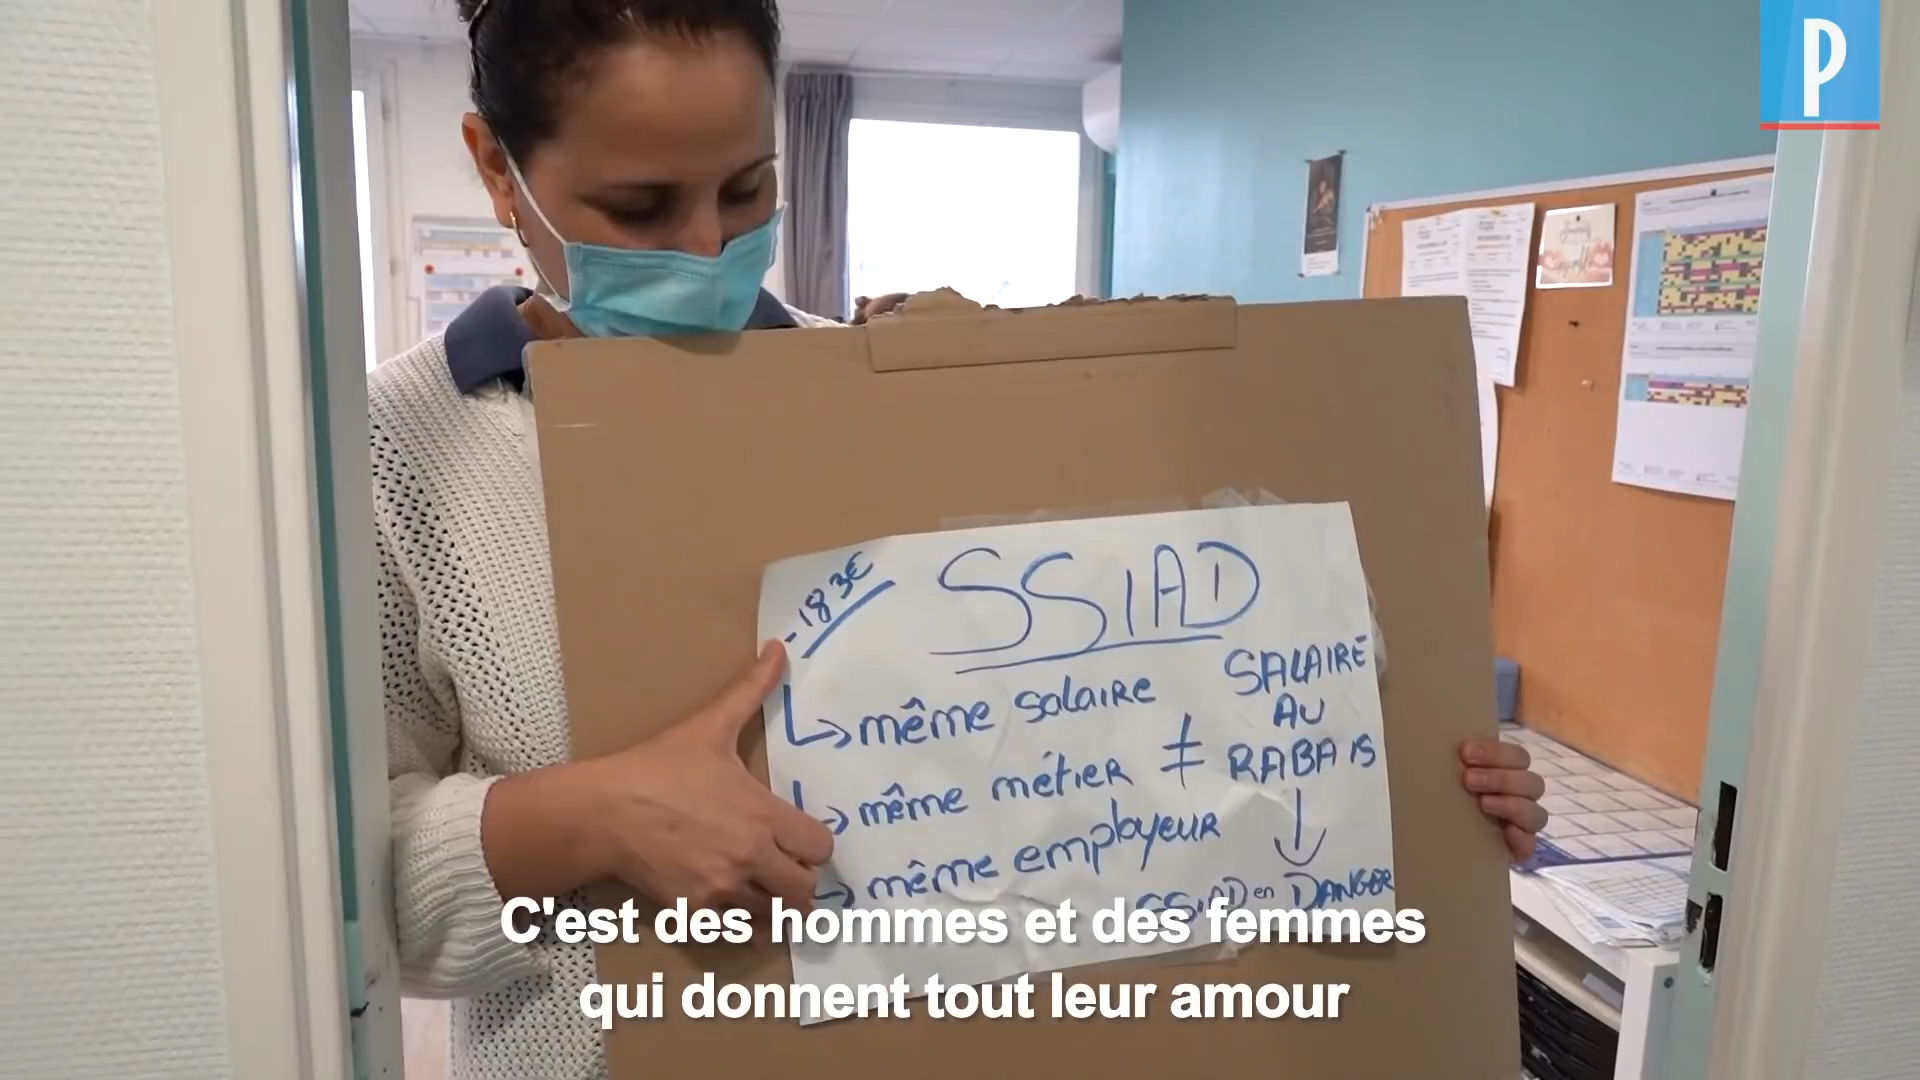 P
- 183€
SSIAD
même salaire
même métier ≠
même employeur
SALAIRE
AU
RABAIS
SSIAD en DANGER
C'est des hommes et des femmes
qui donnent tout leur amour